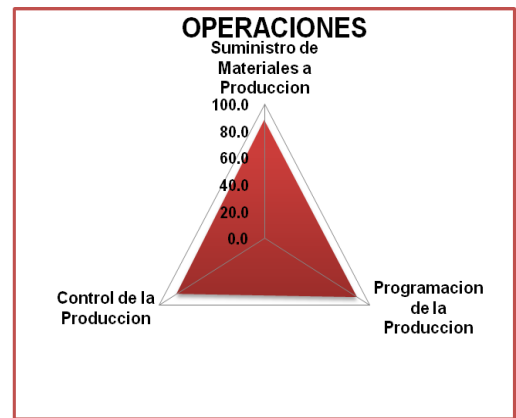 OPERACIONES
Suministro de
Materiales a
Produccion
100.0
80.0
60.0
40.0
20.0
0.0
Control de la
Produccion
Programacion
de la
Produccion